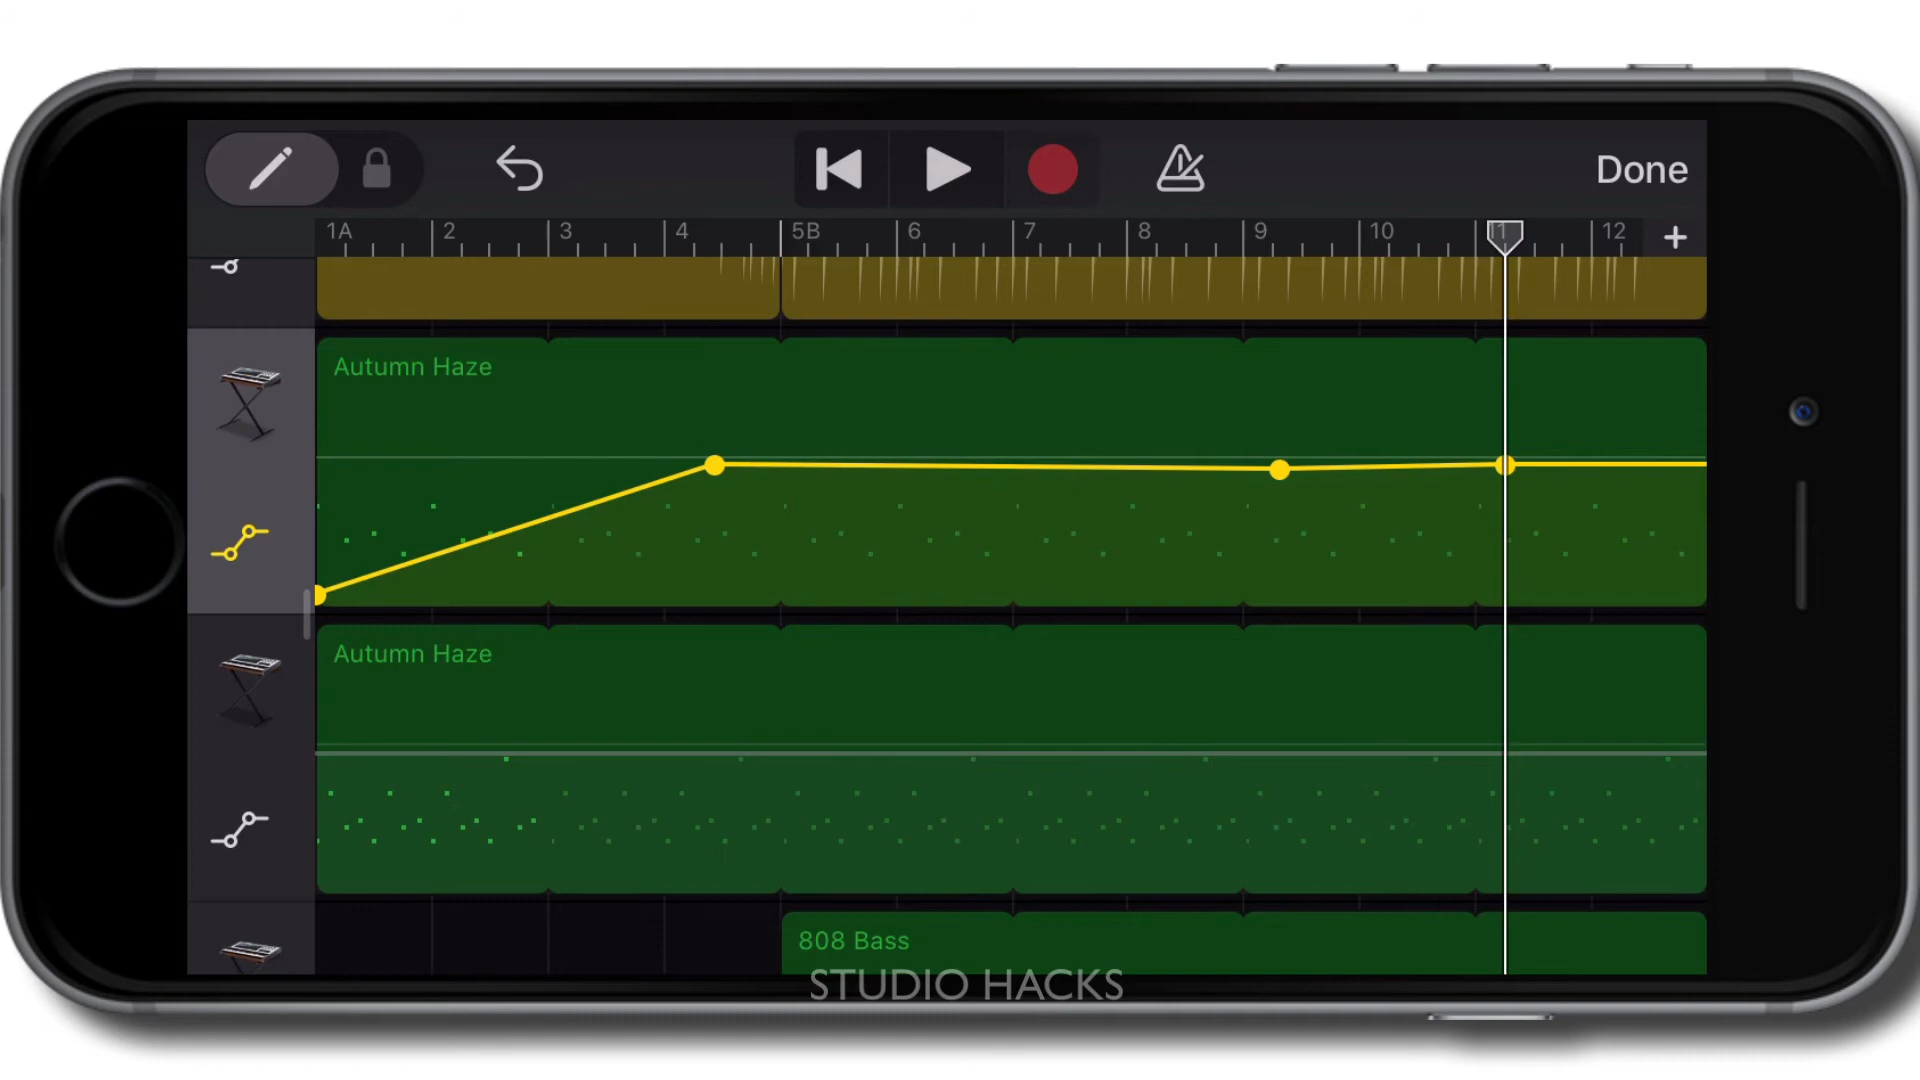 Done
1A 2 3 4 5B 6 7 8 9 10 11 12 +
Autumn Haze
Autumn Haze
808 Bass
STUDIO HACKS